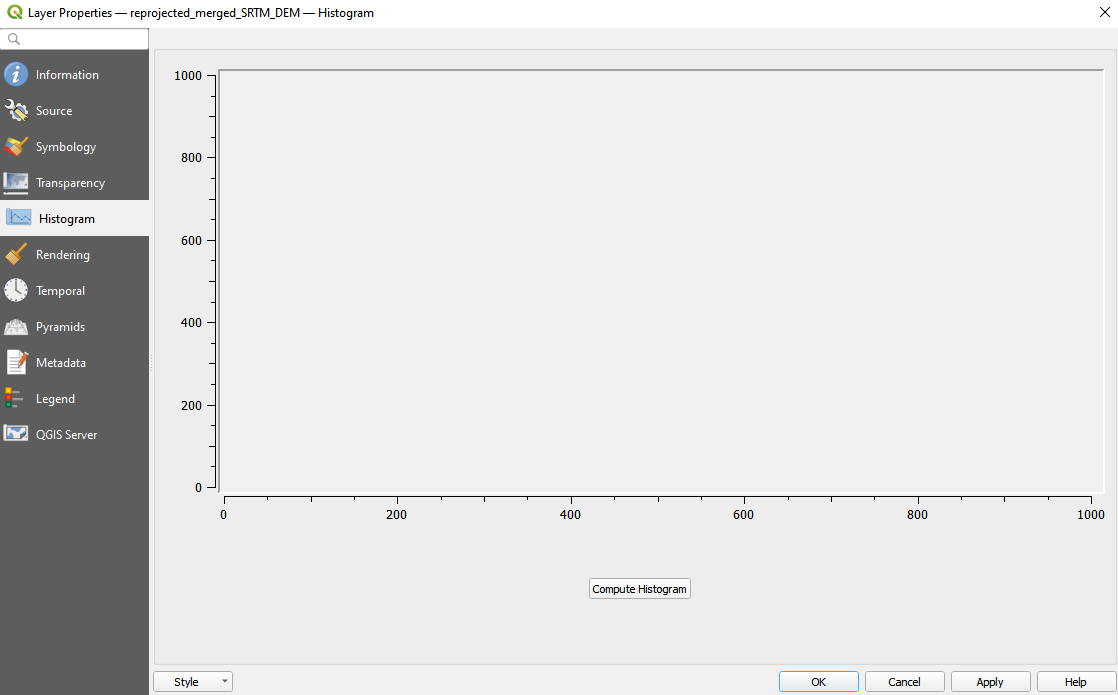 Layer Properties — reprojected_merged_SRTM_DEM — Histogram
Information
Source
Symbology
Transparency
Histogram
Rendering
Temporal
Pyramids
Metadata
Legend
QGIS Server
1000
800
600
400
200
0
0 200 400 600 800 1000
Compute Histogram
Style OK Cancel Apply Help